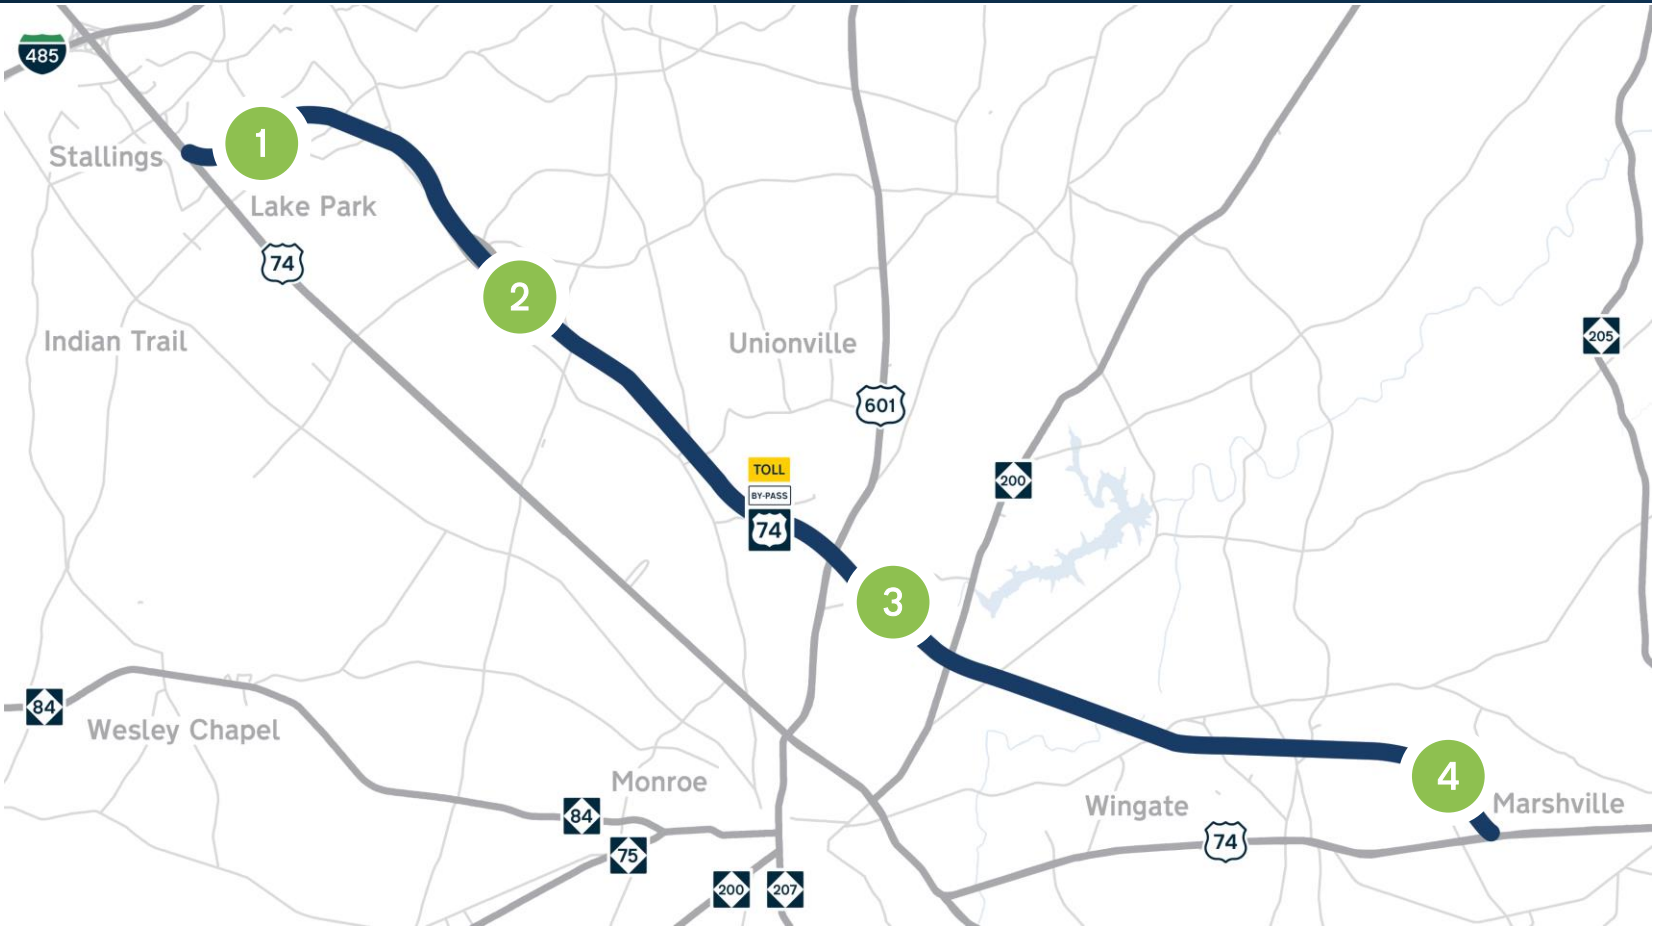 485
1
Stallings
Lake Park
74
2
Indian Trail
Unionville
205
601
TOLL
BY-PASS
74
200
3
84
Wesley Chapel
Monroe
4
Wingate
Marshville
84
74
75
200
207